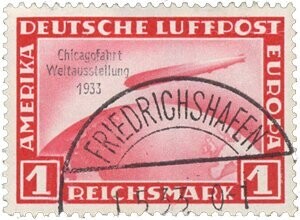 DEUTSCHE LUFTPOST
AMERIKA
EUROPA
Chicagofahrt
Weltausstellung
1933
FRIEDRICHSHAFEN
1 REICHSMARK 1